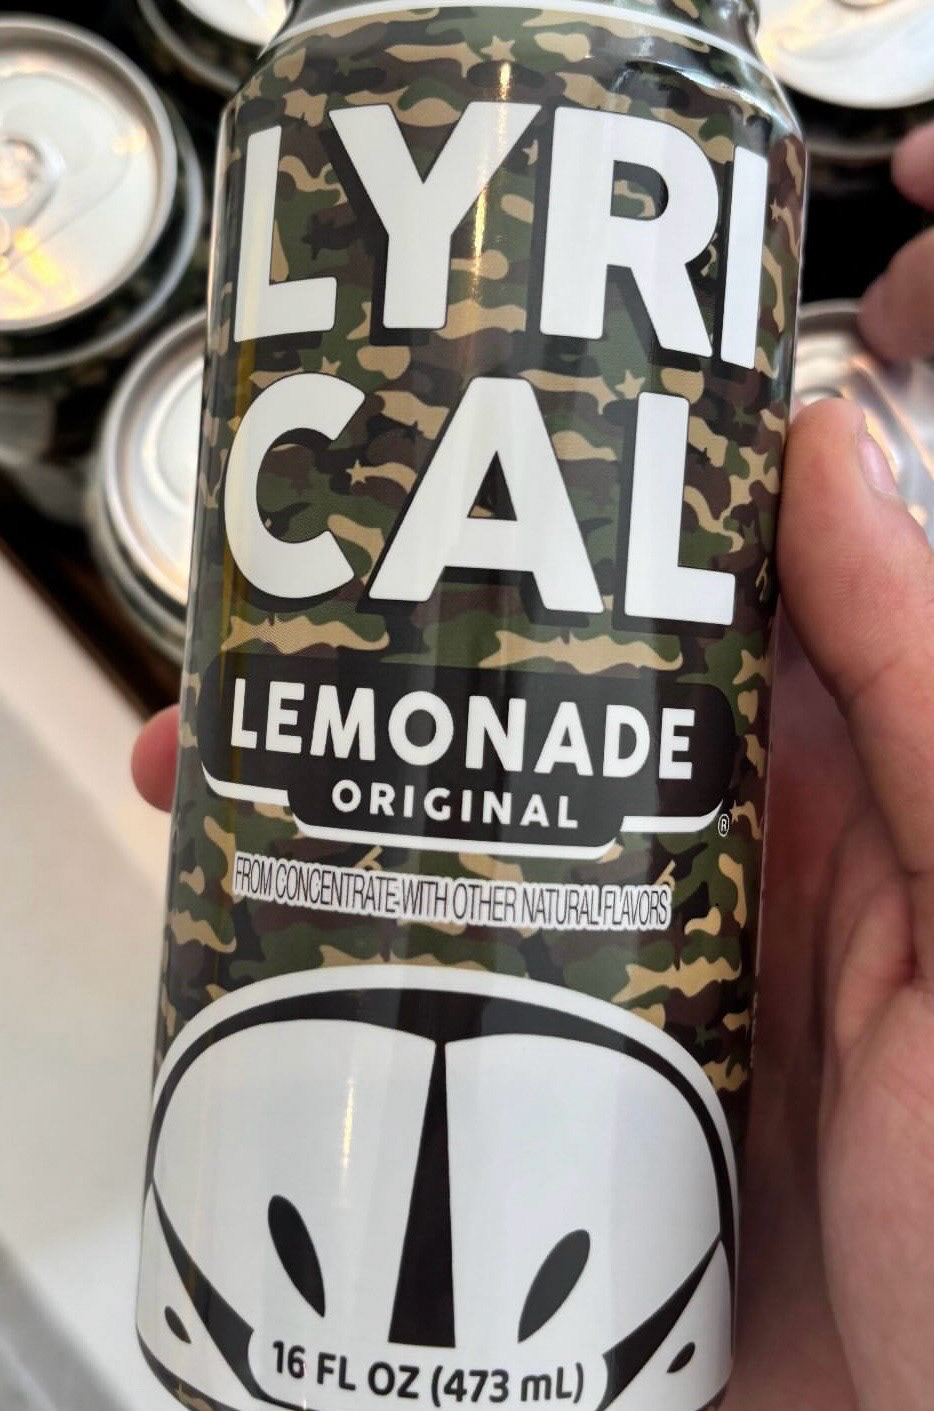 LYRI
CAL
LEMONADE
ORIGINAL
®
FROM CONCENTRATE WITH OTHER NATURAL FLAVORS
16 FL OZ (473 mL)